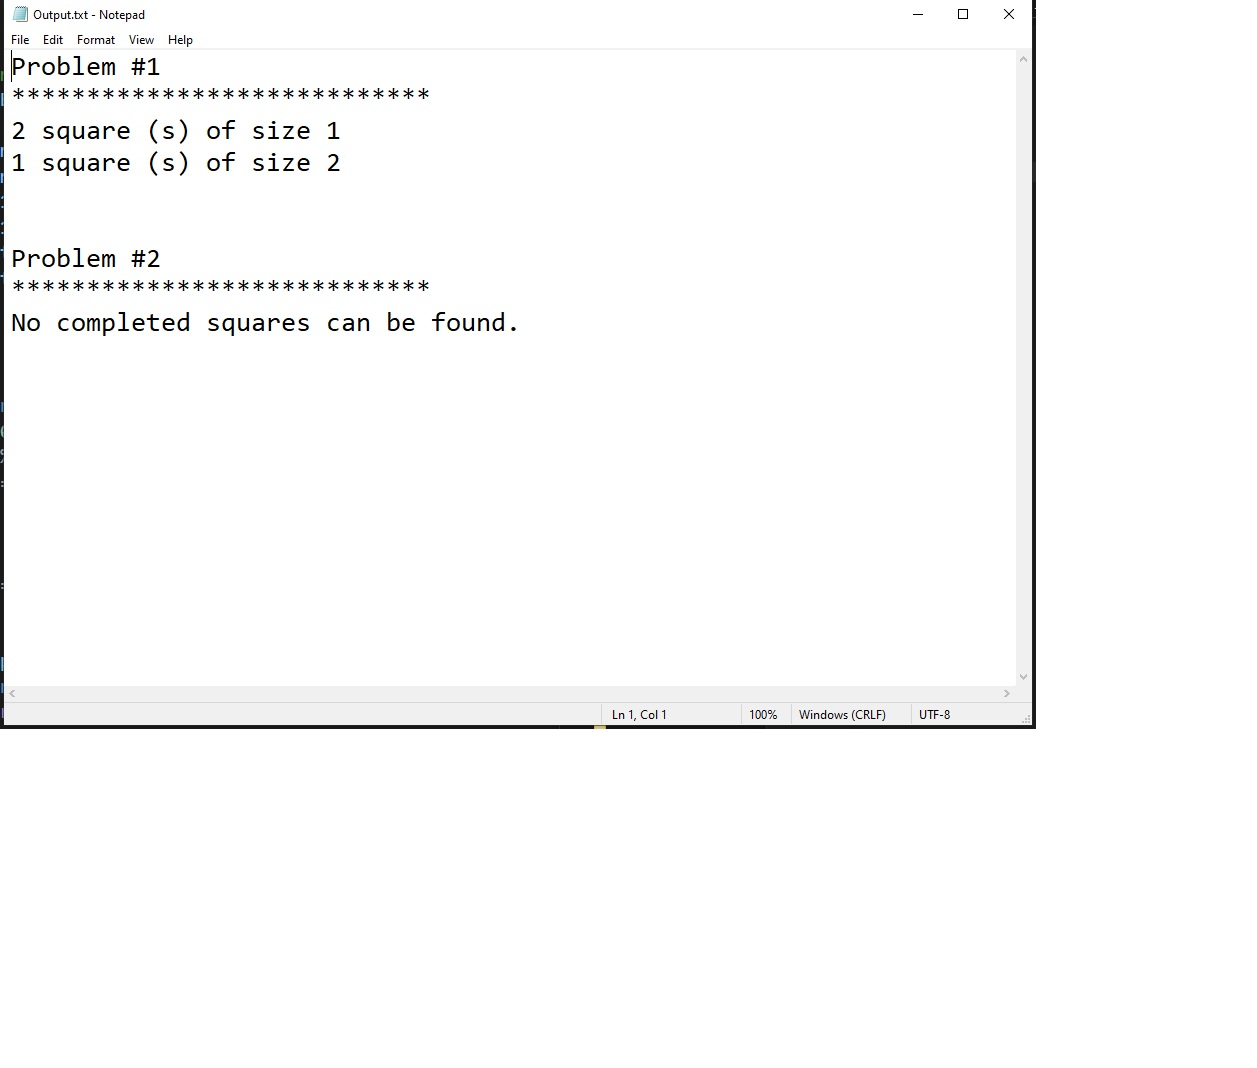 Output.txt - Notepad
File Edit Format View Help
Problem #1
****************************
2 square (s) of size 1
1 square (s) of size 2
Problem #2
****************************
No completed squares can be found.
Ln 1, Col 1 100% Windows (CRLF) UTF-8